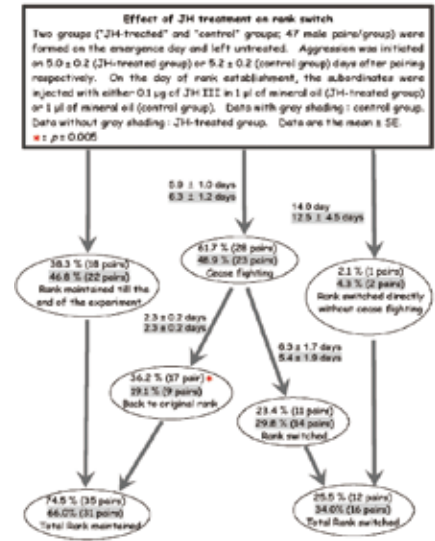 Effect of JH treatment on rank switch
Two groups ("JH-treated" and "control" groups; 47 male pairs/group) were
formed on the emergence day and left untreated. Aggression was initiated
on 5.0 ± 0.2 (JH-treated group) or 5.2 ± 0.2 (control group) days after pairing
respectively. On the day of rank establishment, the subordinates were
injected with either 0.1 µg of JH III in 1 µl of mineral oil (JH-treated group)
or 1 µl of mineral oil (control group). Data with gray shading : control group.
Data without gray shading : JH-treated group. Data are the mean ± SE.
p = 0.005
5.9 ± 1.0 days
6.3 ± 1.2 days
14.0 day
12.5 ± 4.5 days
38.3 % (18 pairs)
46.8 % (22 pairs)
Rank maintained till the
end of the experiment
61.7 % (28 pairs)
48.9 % (23 pairs)
Cease fighting
2.1 % (1 pairs)
4.3 % (2 pairs)
Rank switched directly
without cease fighting
2.3 ± 0.2 days
2.3 ± 0.2 days
6.3 ± 1.7 days
5.4 ± 1.9 days
36.2 % (17 pair) *
19.1 % (9 pairs)
Back to original rank
23.4 % (11 pairs)
29.8 % (14 pairs)
Rank switched
74.5 % (35 pairs)
66.0% (31 pairs)
Total Rank maintained
25.5 % (12 pairs)
34.0% (16 pairs)
Total Rank switched